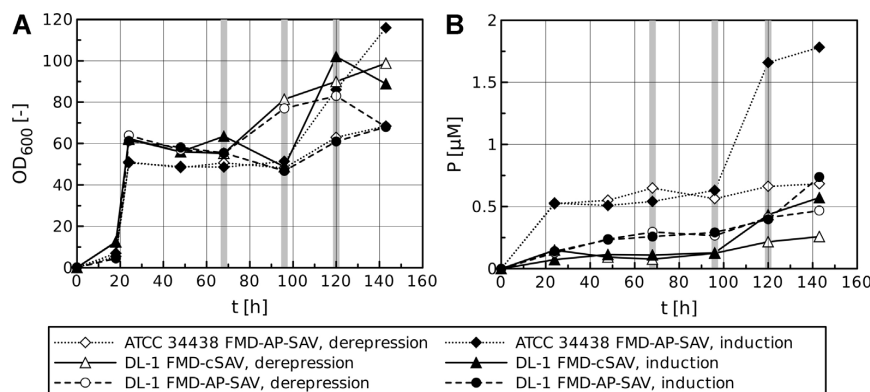 A
120
100
80
60
40
20
0
OD600 [-]
0 20 40 60 80 100 120 140 160
t [h]
B
2
1.5
1
0.5
0
P [µM]
0 20 40 60 80 100 120 140 160
t [h]
ATCC 34438 FMD-AP-SAV, derepression
DL-1 FMD-cSAV, derepression
DL-1 FMD-AP-SAV, derepression
ATCC 34438 FMD-AP-SAV, induction
DL-1 FMD-cSAV, induction
DL-1 FMD-AP-SAV, induction